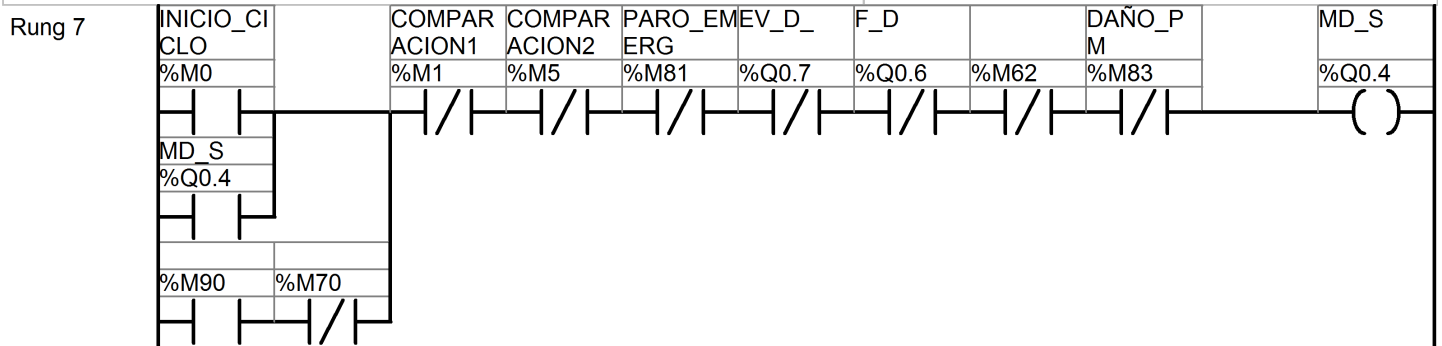 Rung 7
INICIO_CI
CLO
%M0
COMPAR
ACION1
%M1
COMPAR
ACION2
%M5
PARO_EM
ERG
%M81
EV_D_
%Q0.7
F_D
%Q0.6
%M62
DAÑO_P
M
%M83
MD_S
%Q0.4
MD_S
%Q0.4
%M90
%M70